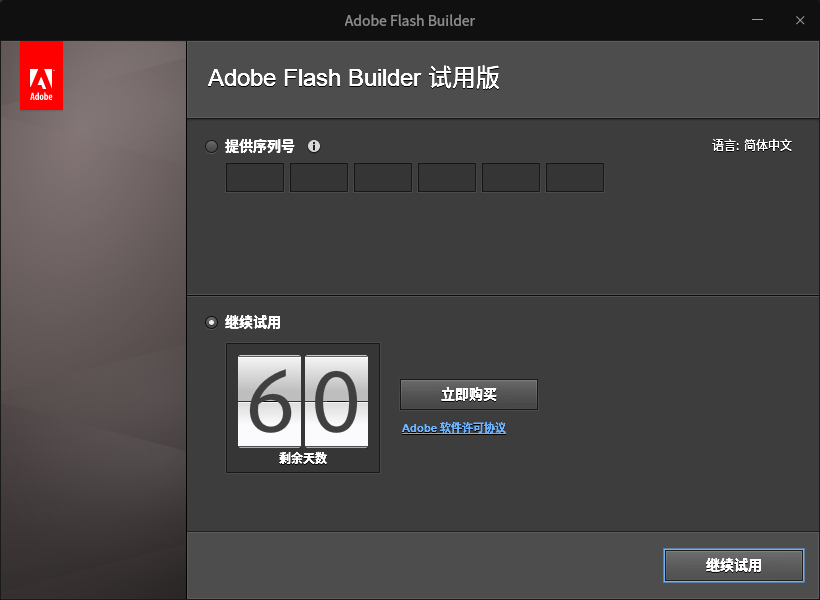 Adobe Flash Builder
Adobe
Adobe Flash Builder 试用版
提供序列号
语言: 简体中文
继续试用
60
剩余天数
立即购买
Adobe 软件许可协议
继续试用